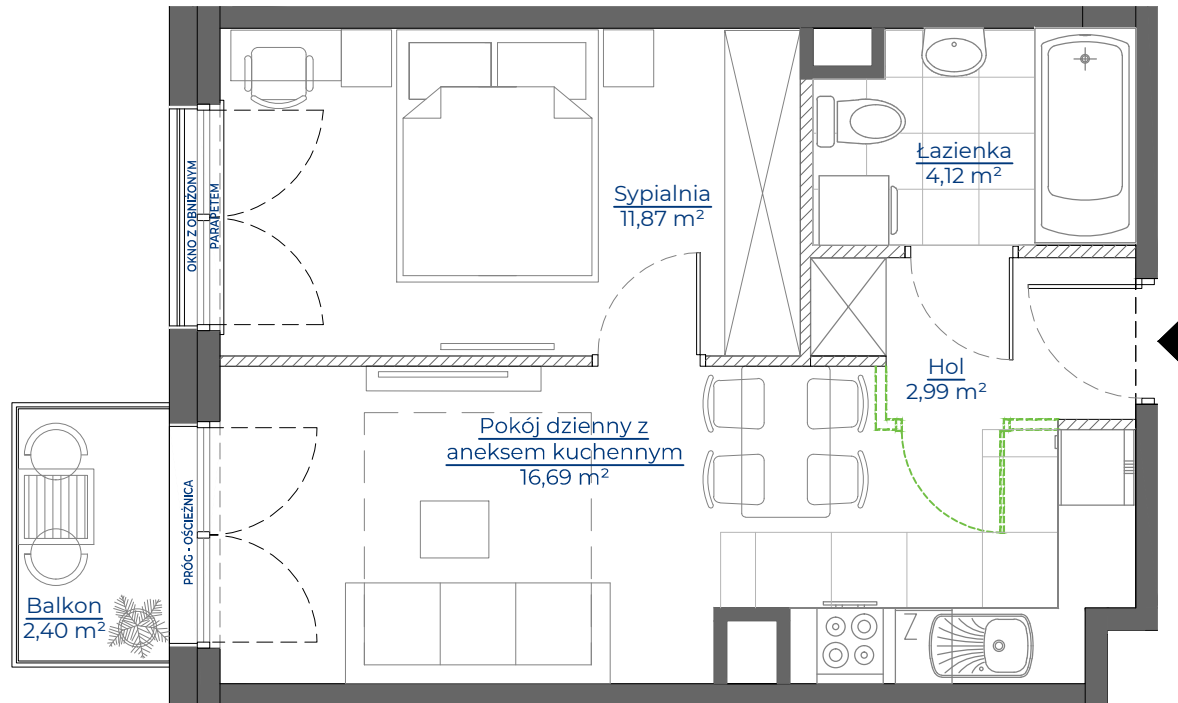 Sypialnia
11,87 m²
Łazienka
4,12 m²
OKNO Z OBNIŻONYM
PARAPETEM
Hol
2,99 m²
Pokój dzienny z
aneksem kuchennym
16,69 m²
PRÓG - OŚCIEŻNICA
Balkon
2,40 m²
Z